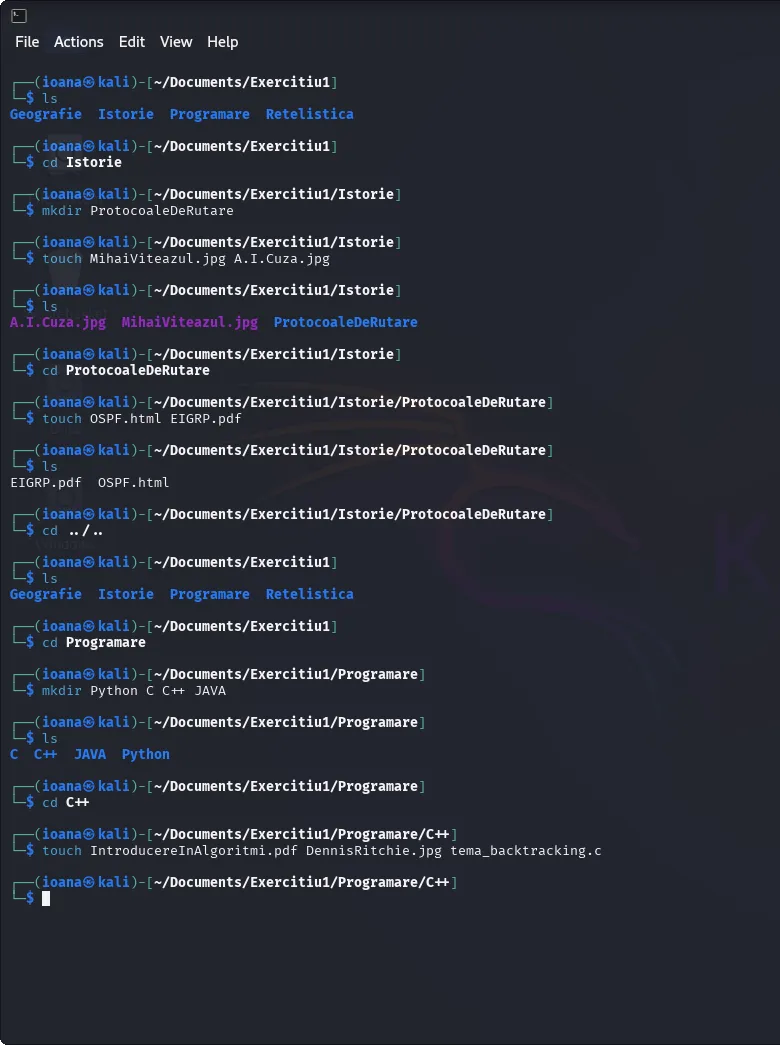 File Actions Edit View Help
┌──(ioana㉿kali)-[~/Documents/Exercitiu1]
└─$ ls
Geografie  Istorie  Programare  Retelistica
┌──(ioana㉿kali)-[~/Documents/Exercitiu1]
└─$ cd Istorie
┌──(ioana㉿kali)-[~/Documents/Exercitiu1/Istorie]
└─$ mkdir ProtocoaleDeRutare
┌──(ioana㉿kali)-[~/Documents/Exercitiu1/Istorie]
└─$ touch MihaiViteazul.jpg A.I.Cuza.jpg
┌──(ioana㉿kali)-[~/Documents/Exercitiu1/Istorie]
└─$ ls
A.I.Cuza.jpg  MihaiViteazul.jpg  ProtocoaleDeRutare
┌──(ioana㉿kali)-[~/Documents/Exercitiu1/Istorie]
└─$ cd ProtocoaleDeRutare
┌──(ioana㉿kali)-[~/Documents/Exercitiu1/Istorie/ProtocoaleDeRutare]
└─$ touch OSPF.html EIGRP.pdf
┌──(ioana㉿kali)-[~/Documents/Exercitiu1/Istorie/ProtocoaleDeRutare]
└─$ ls
EIGRP.pdf  OSPF.html
┌──(ioana㉿kali)-[~/Documents/Exercitiu1/Istorie/ProtocoaleDeRutare]
└─$ cd ../..
┌──(ioana㉿kali)-[~/Documents/Exercitiu1]
└─$ ls
Geografie  Istorie  Programare  Retelistica
┌──(ioana㉿kali)-[~/Documents/Exercitiu1]
└─$ cd Programare
┌──(ioana㉿kali)-[~/Documents/Exercitiu1/Programare]
└─$ mkdir Python C C++ JAVA
┌──(ioana㉿kali)-[~/Documents/Exercitiu1/Programare]
└─$ ls
C  C++  JAVA  Python
┌──(ioana㉿kali)-[~/Documents/Exercitiu1/Programare]
└─$ cd C++
┌──(ioana㉿kali)-[~/Documents/Exercitiu1/Programare/C++]
└─$ touch IntroducereInAlgoritmi.pdf DennisRitchie.jpg tema_backtracking.c
┌──(ioana㉿kali)-[~/Documents/Exercitiu1/Programare/C++]
└─$